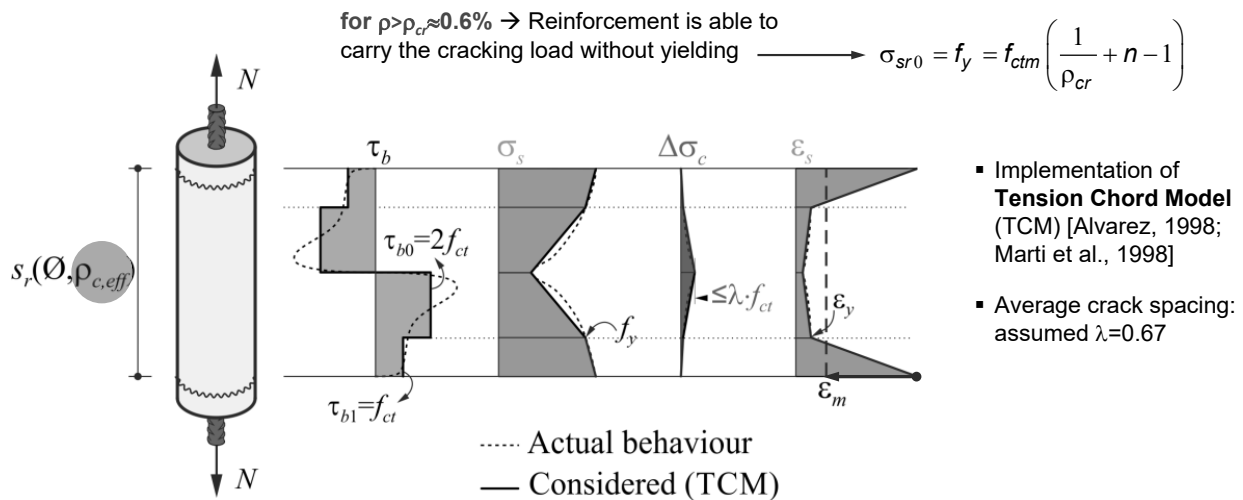 for ρ>ρcr≈0.6% → Reinforcement is able to
carry the cracking load without yielding
σsr0 = fy = fctm (1/ρcr + n − 1)
N
τb
σs
Δσc
εs
▪ Implementation of
Tension Chord Model
(TCM) [Alvarez, 1998;
Marti et al., 1998]
τb0=2fct
sr(Ø,ρc,eff)
≤λ·fct
εy
▪ Average crack spacing:
assumed λ=0.67
fy
εm
τb1=fct
Actual behaviour
N
Considered (TCM)